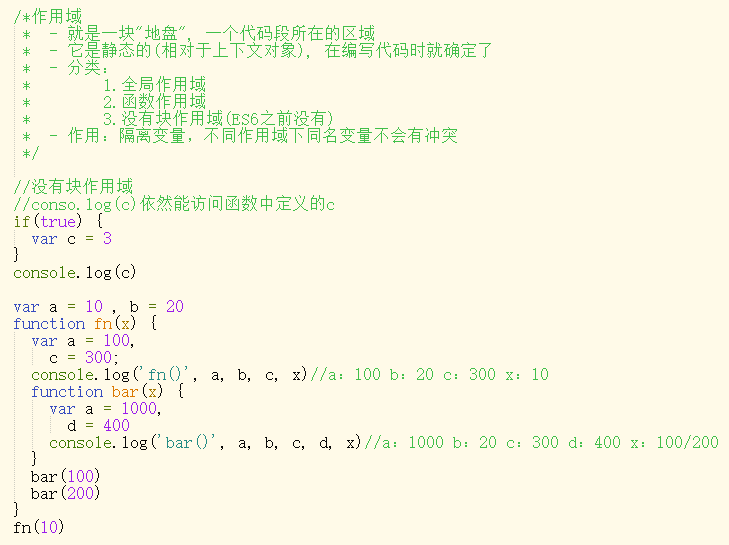 /*作用域
 *  - 就是一块"地盘", 一个代码段所在的区域
 *  - 它是静态的(相对于上下文对象), 在编写代码时就确定了
 *  - 分类:
 *        1.全局作用域
 *        2.函数作用域
 *        3.没有块作用域(ES6之前没有)
 *  - 作用: 隔离变量，不同作用域下同名变量不会有冲突
 */
//没有块作用域
//conso.log(c)依然能访问函数中定义的c
if(true) {
  var c = 3
}
console.log(c)
var a = 10 , b = 20
function fn(x) {
  var a = 100,
    c = 300;
  console.log('fn()', a, b, c, x)//a：100 b：20 c：300 x：10
  function bar(x) {
    var a = 1000,
      d = 400
    console.log('bar()', a, b, c, d, x)//a：1000 b：20 c：300 d：400 x：100/200
  }
  bar(100)
  bar(200)
}
fn(10)